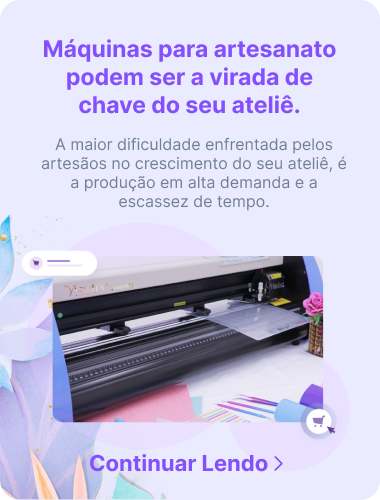 Máquinas para artesanato
podem ser a virada de
chave do seu ateliê.
A maior dificuldade enfrentada pelos
artesãos no crescimento do seu ateliê, é
a produção em alta demanda e a
escassez de tempo.
Continuar Lendo